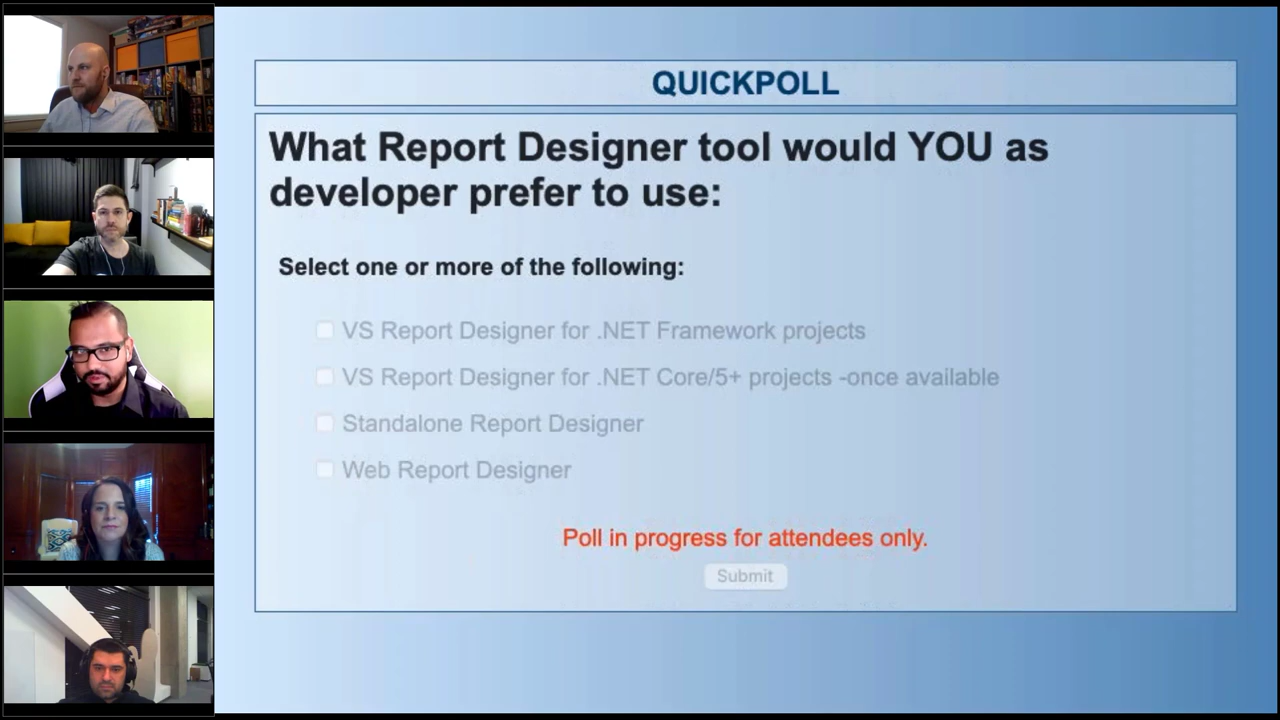 QUICKPOLL
What Report Designer tool would YOU as
developer prefer to use:
Select one or more of the following:
VS Report Designer for .NET Framework projects
VS Report Designer for .NET Core/5+ projects -once available
Standalone Report Designer
Web Report Designer
Poll in progress for attendees only.
Submit